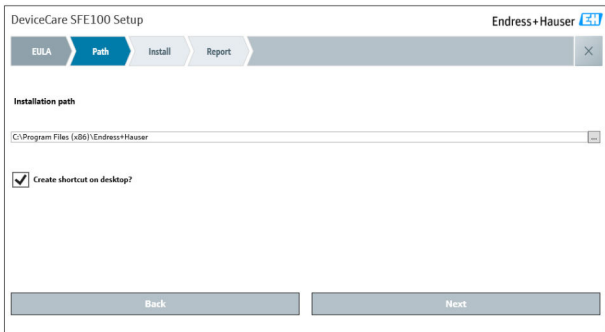 DeviceCare SFE100 Setup
Endress+Hauser EH
EULA Path Install Report
Installation path
C:\Program Files (x86)\Endress+Hauser
...
Create shortcut on desktop?
Back Next